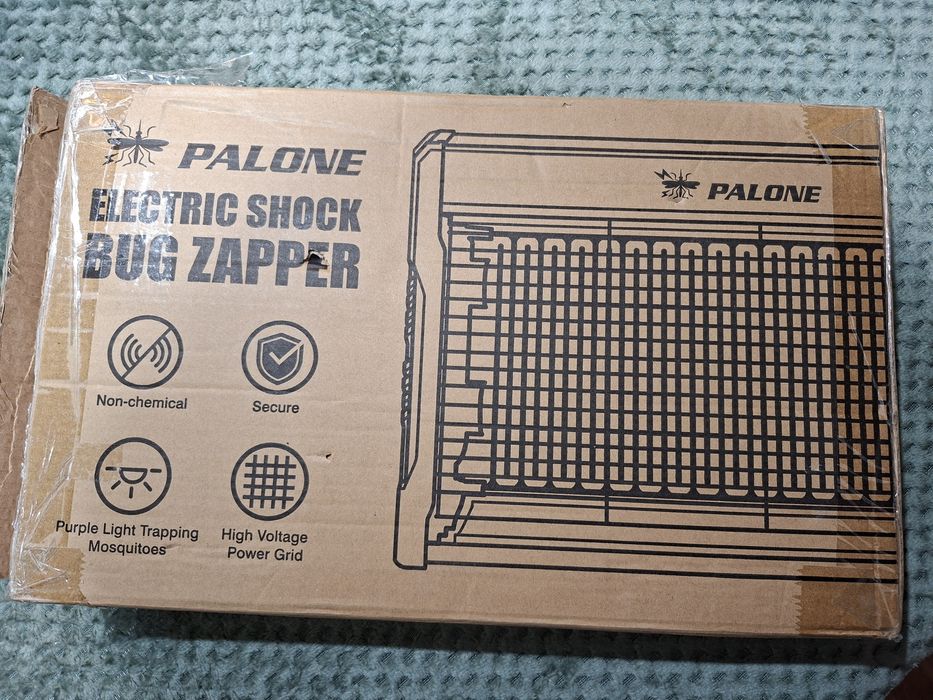 PALONE
ELECTRIC SHOCK
BUG ZAPPER
Non-chemical
Secure
Purple Light Trapping
Mosquitoes
High Voltage
Power Grid
PALONE